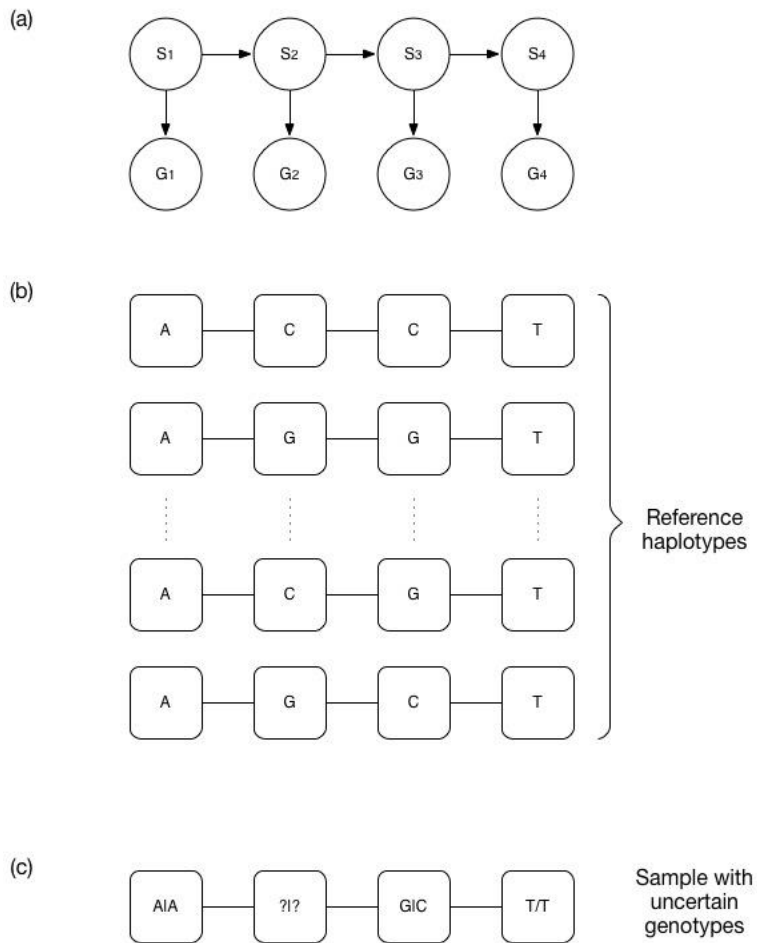 (a)
S1 S2 S3 S4
G1 G2 G3 G4
(b)
A C C T
A G G T
Reference
haplotypes
A C G T
A G C T
(c)
A|A ?|? G|C T/T
Sample with
uncertain
genotypes